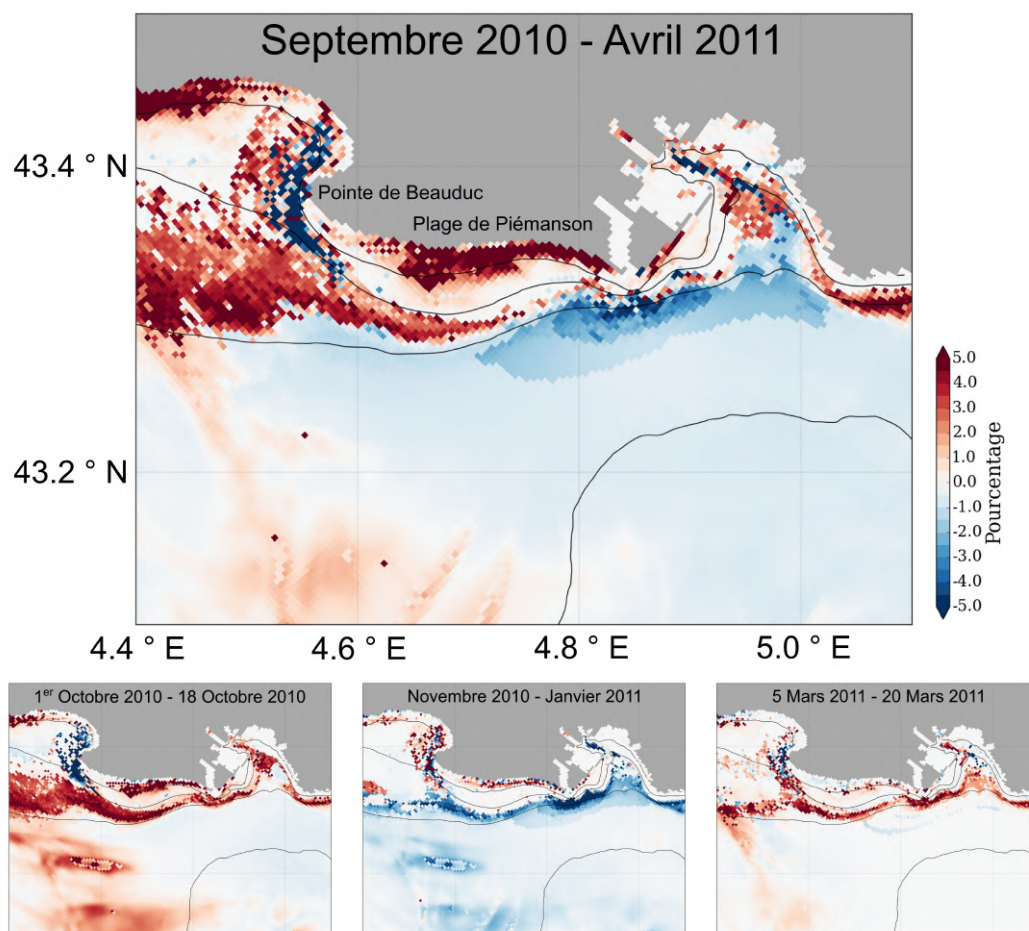 Septembre 2010 - Avril 2011
43.4 ° N
Pointe de Beauduc
Plage de Piémanson
43.2 ° N
5.0
4.0
3.0
2.0
1.0
0.0
-1.0
-2.0
-3.0
-4.0
-5.0
Pourcentage
4.4 ° E
4.6 ° E
4.8 ° E
5.0 ° E
1er Octobre 2010 - 18 Octobre 2010
Novembre 2010 - Janvier 2011
5 Mars 2011 - 20 Mars 2011